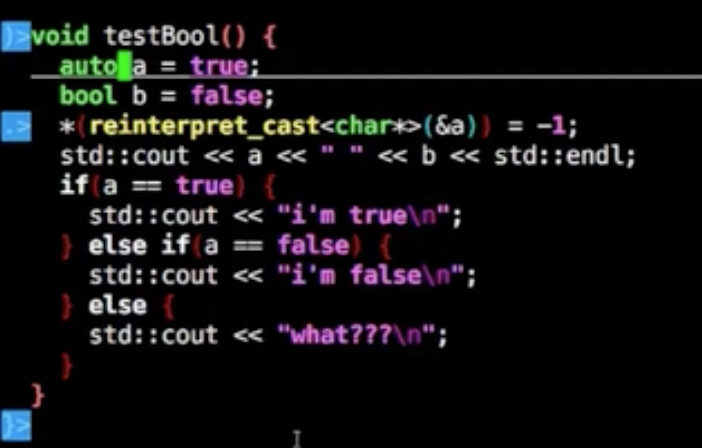 }>void testBool() {
auto a = true;
bool b = false;
.> *(reinterpret_cast<char*>(&a)) = -1;
std::cout << a << " " << b << std::endl;
if(a == true) {
std::cout << "i'm true\n";
} else if(a == false) {
std::cout << "i'm false\n";
} else {
std::cout << "what???\n";
}
}
}>